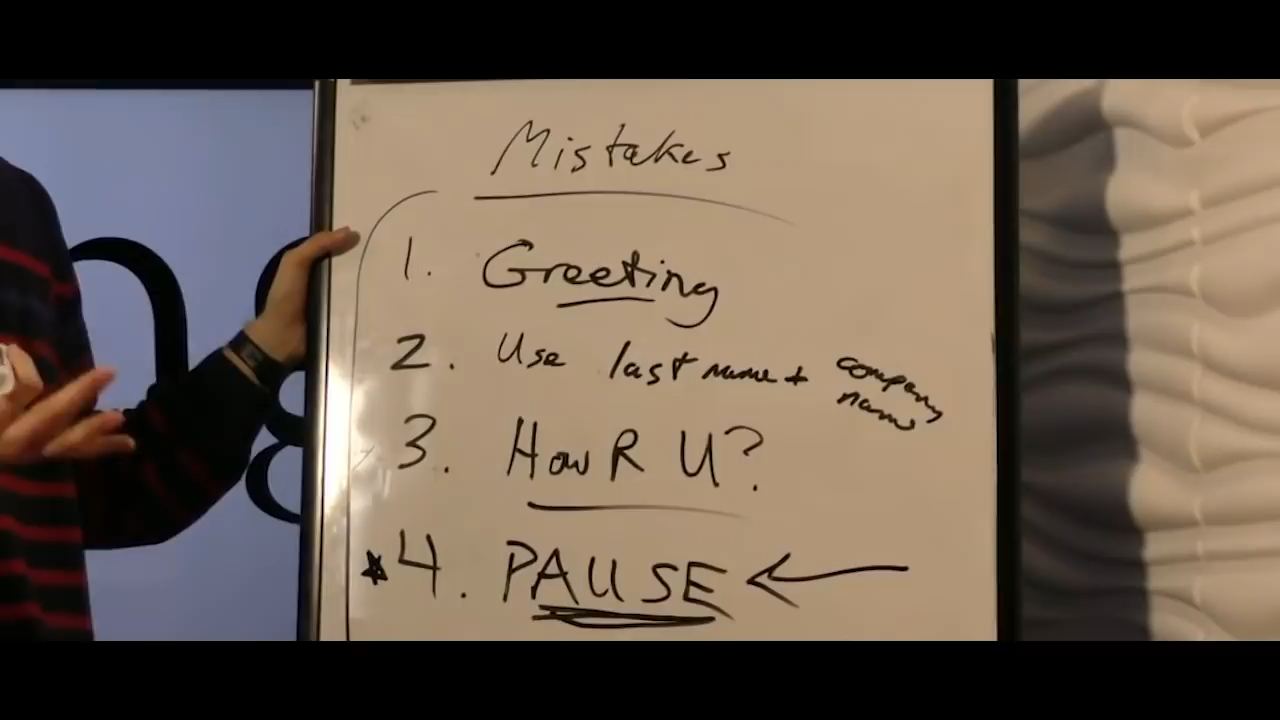 Mistakes
1. Greeting
2. Use last name + company name
3. How R U?
★4. PAUSE ←